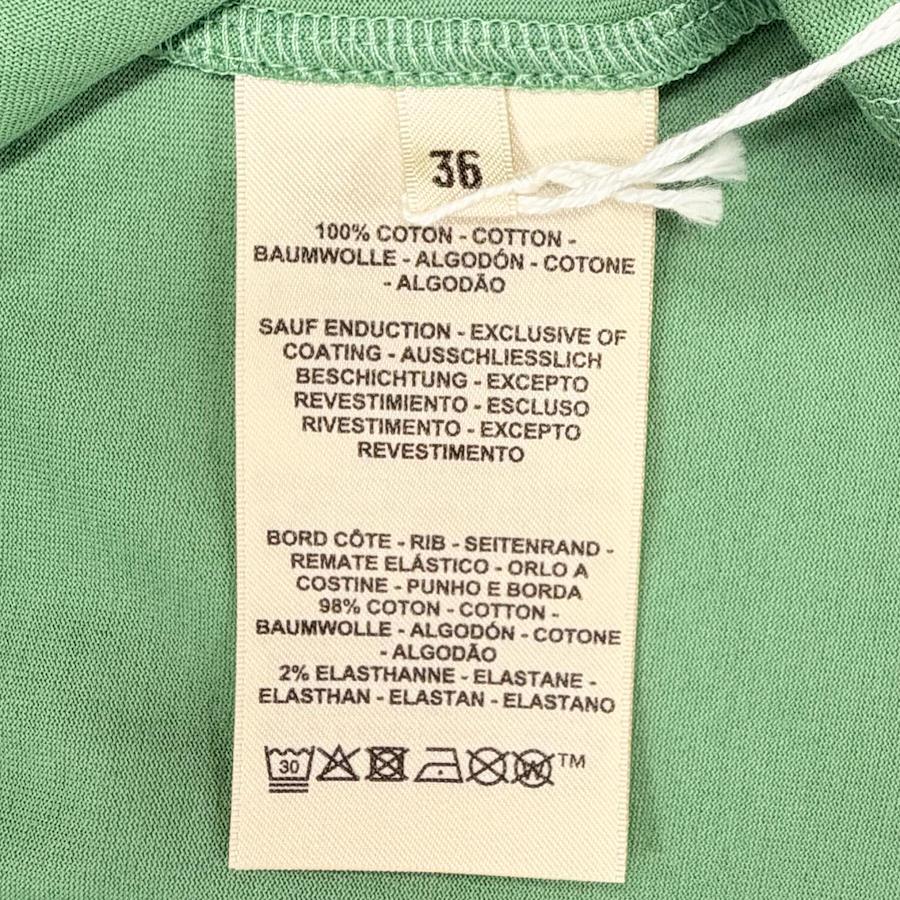 36
100% COTON - COTTON -
BAUMWOLLE - ALGODÓN - COTONE
- ALGODÃO
SAUF ENDUCTION - EXCLUSIVE OF
COATING - AUSSCHLIESSLICH
BESCHICHTUNG - EXCEPTO
REVESTIMIENTO - ESCLUSO
RIVESTIMENTO - EXCEPTO
REVESTIMENTO
BORD CÔTE - RIB - SEITENRAND -
REMATE ELÁSTICO - ORLO A
COSTINE - PUNHO E BORDA
98% COTON - COTTON -
BAUMWOLLE - ALGODÓN - COTONE
- ALGODÃO
2% ELASTHANNE - ELASTANE -
ELASTHAN - ELASTAN - ELASTANO
30 W TM